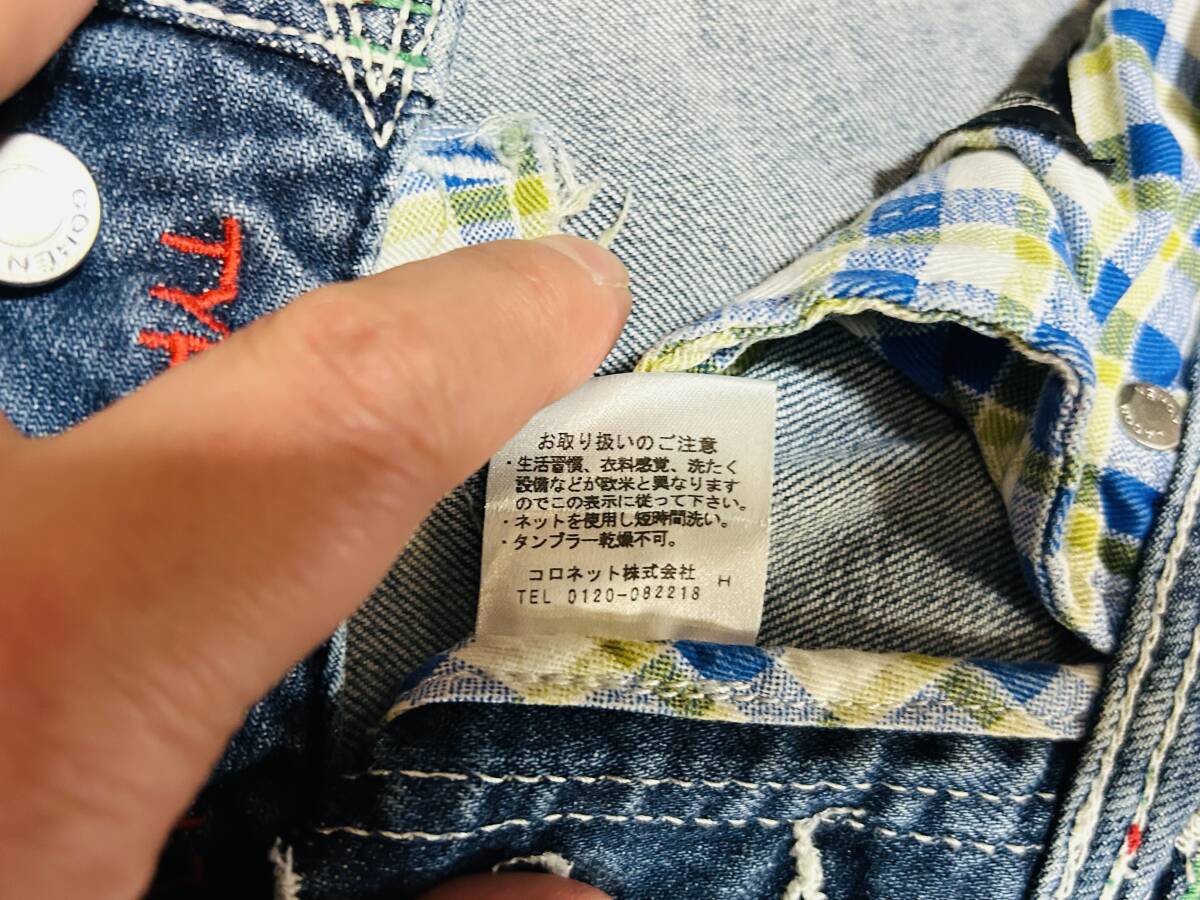 COHEN
TYL
お取り扱いのご注意
・生活習慣、衣料感覚、洗たく
設備などが欧米と異なります
のでこの表示に従って下さい。
・ネットを使用し短時間洗い。
・タンブラー乾燥不可。
コロネット株式会社 H
TEL 0120-082218